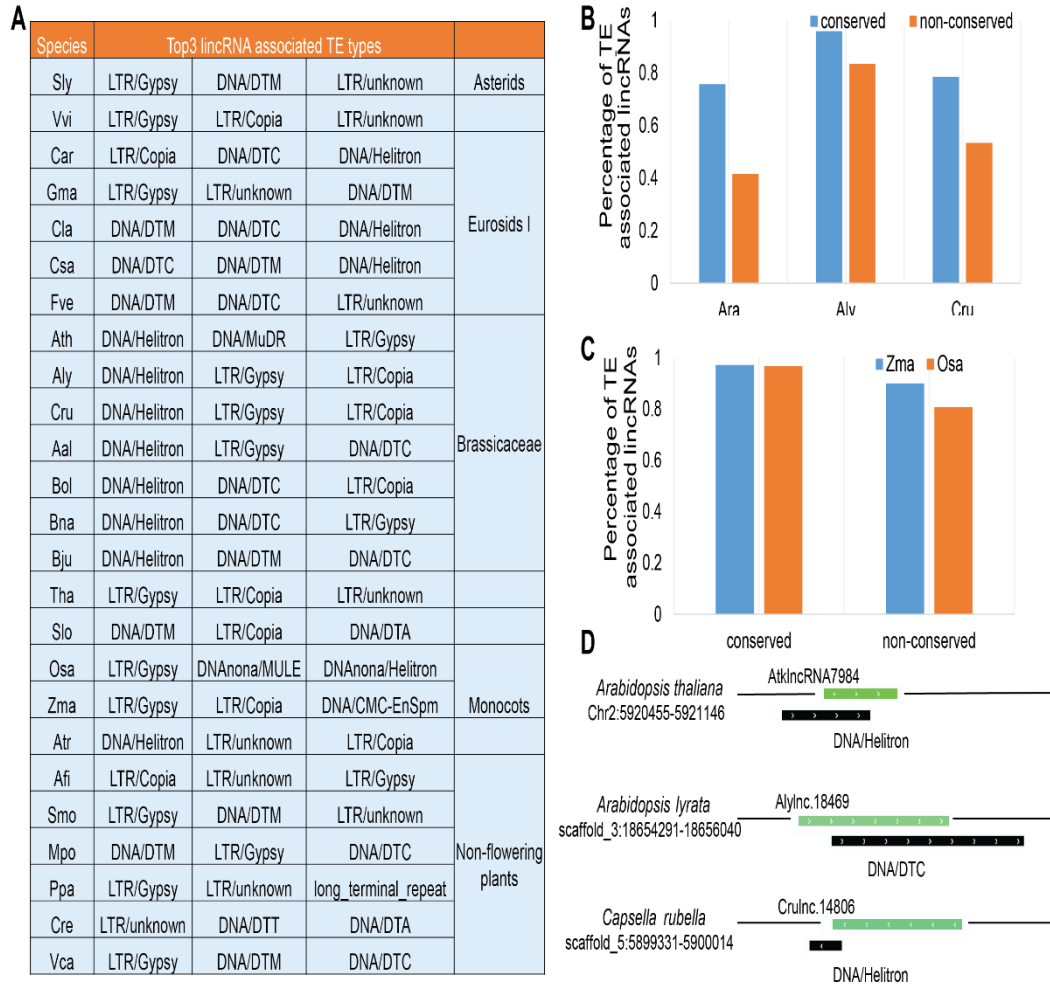 A
Species Top3 lincRNA associated TE types
Sly LTR/Gypsy DNA/DTM LTR/unknown Asterids
Vvi LTR/Gypsy LTR/Copia LTR/unknown
Car LTR/Copia DNA/DTC DNA/Helitron
Gma LTR/Gypsy LTR/unknown DNA/DTM
Cla DNA/DTM DNA/DTC DNA/Helitron
Eurosids I
Csa DNA/DTC DNA/DTM DNA/Helitron
Fve DNA/DTM DNA/DTC LTR/unknown
Ath DNA/Helitron DNA/MuDR LTR/Gypsy
Aly DNA/Helitron LTR/Gypsy LTR/Copia
Cru DNA/Helitron LTR/Gypsy LTR/Copia
Aal DNA/Helitron LTR/Gypsy DNA/DTC
Brassicaceae
Bol DNA/Helitron DNA/DTC LTR/Copia
Bna DNA/Helitron DNA/DTC LTR/Gypsy
Bju DNA/Helitron DNA/DTM DNA/DTC
Tha LTR/Gypsy LTR/Copia LTR/unknown
Slo DNA/DTM LTR/Copia DNA/DTA
Osa LTR/Gypsy DNAnona/MULE DNAnona/Helitron
Zma LTR/Gypsy LTR/Copia DNA/CMC-EnSpm Monocots
Atr DNA/Helitron LTR/unknown LTR/Copia
Afi LTR/Copia LTR/unknown LTR/Gypsy
Smo LTR/Gypsy DNA/DTM LTR/unknown
Mpo DNA/DTM LTR/Gypsy DNA/DTC
Non-flowering
plants
Ppa LTR/Gypsy LTR/unknown long_terminal_repeat
Cre LTR/unknown DNA/DTT DNA/DTA
Vca LTR/Gypsy DNA/DTM DNA/DTC
B
conserved non-conserved
Percentage of TE
associated lincRNAs
1
0.8
0.6
0.4
0.2
0
Ara Aly Cru
C
Zma Osa
Percentage of TE
associated lincRNAs
1
0.8
0.6
0.4
0.2
0
conserved non-conserved
D
AtklncRNA7984
Arabidopsis thaliana
Chr2:5920455-5921146
DNA/Helitron
Alylnc.18469
Arabidopsis lyrata
scaffold_3:18654291-18656040
DNA/DTC
Crulnc.14806
Capsella rubella
scaffold_5:5899331-5900014
DNA/Helitron